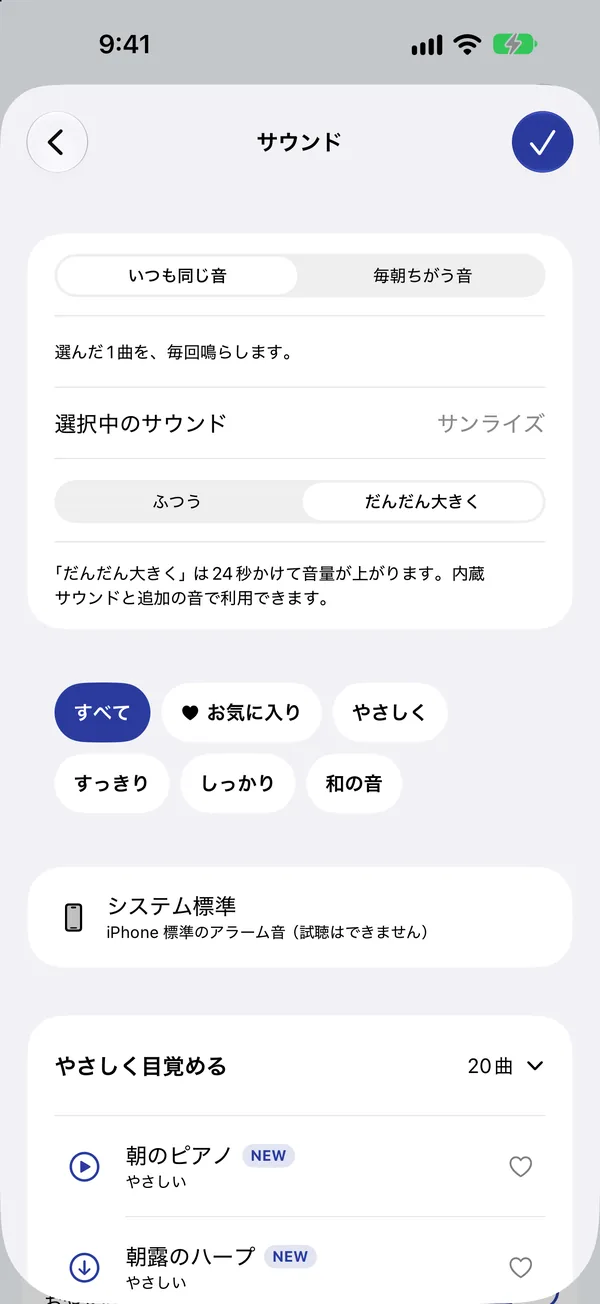 9:41
サウンド
いつも同じ音
毎朝ちがう音
選んだ1曲を、毎回鳴らします。
選択中のサウンド
サンライズ
ふつう
だんだん大きく
「だんだん大きく」は24秒かけて音量が上がります。内蔵
サウンドと追加の音で利用できます。
すべて
お気に入り
やさしく
すっきり
しっかり
和の音
システム標準
iPhone 標準のアラーム音（試聴はできません）
やさしく目覚める
20曲
朝のピアノ NEW
やさしい
朝露のハープ NEW
やさしい